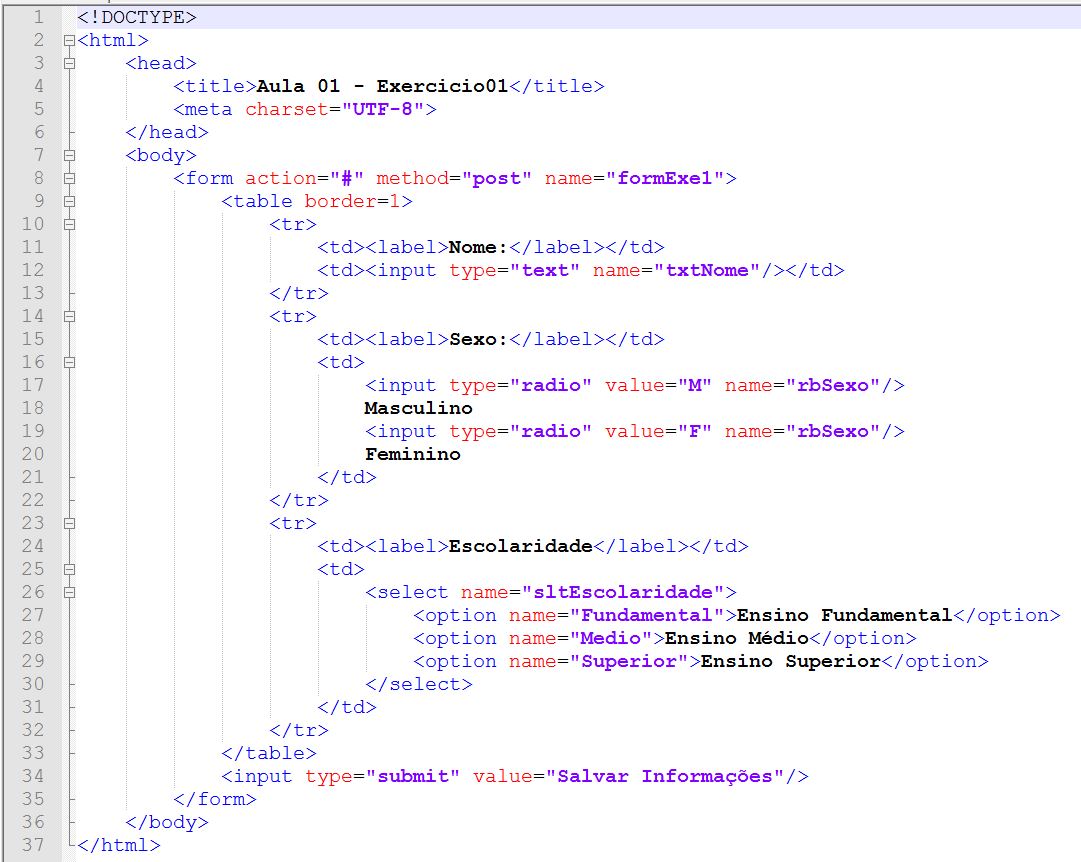 1 <!DOCTYPE>
2 <html>
3 <head>
4 <title>Aula 01 - Exercicio01</title>
5 <meta charset="UTF-8">
6 </head>
7 <body>
8 <form action="#" method="post" name="formExe1">
9 <table border=1>
10 <tr>
11 <td><label>Nome:</label></td>
12 <td><input type="text" name="txtNome"/></td>
13 </tr>
14 <tr>
15 <td><label>Sexo:</label></td>
16 <td>
17 <input type="radio" value="M" name="rbSexo"/>
18 Masculino
19 <input type="radio" value="F" name="rbSexo"/>
20 Feminino
21 </td>
22 </tr>
23 <tr>
24 <td><label>Escolaridade</label></td>
25 <td>
26 <select name="sltEscolaridade">
27 <option name="Fundamental">Ensino Fundamental</option>
28 <option name="Medio">Ensino Médio</option>
29 <option name="Superior">Ensino Superior</option>
30 </select>
31 </td>
32 </tr>
33 </table>
34 <input type="submit" value="Salvar Informações"/>
35 </form>
36 </body>
37 </html>